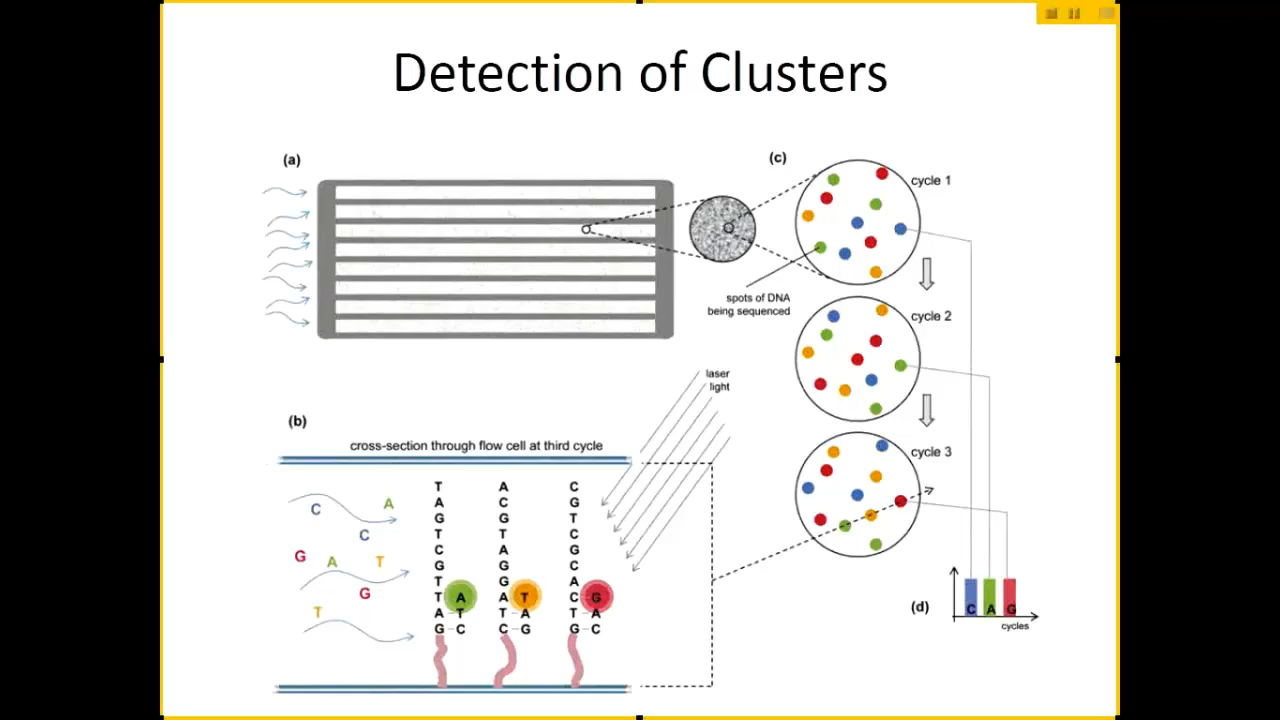 Detection of Clusters
(a)
(c)
cycle 1
spots of DNA
being sequenced
cycle 2
laser
light
(b)
cross-section through flow cell at third cycle
cycle 3
T A C
A C G
G G T
T T C
C A G
G G C
T G A
T A A T C G
A T T C T A A
G C C G G C
C
A
C
G
A
T
G
T
(d)
C A G
cycles